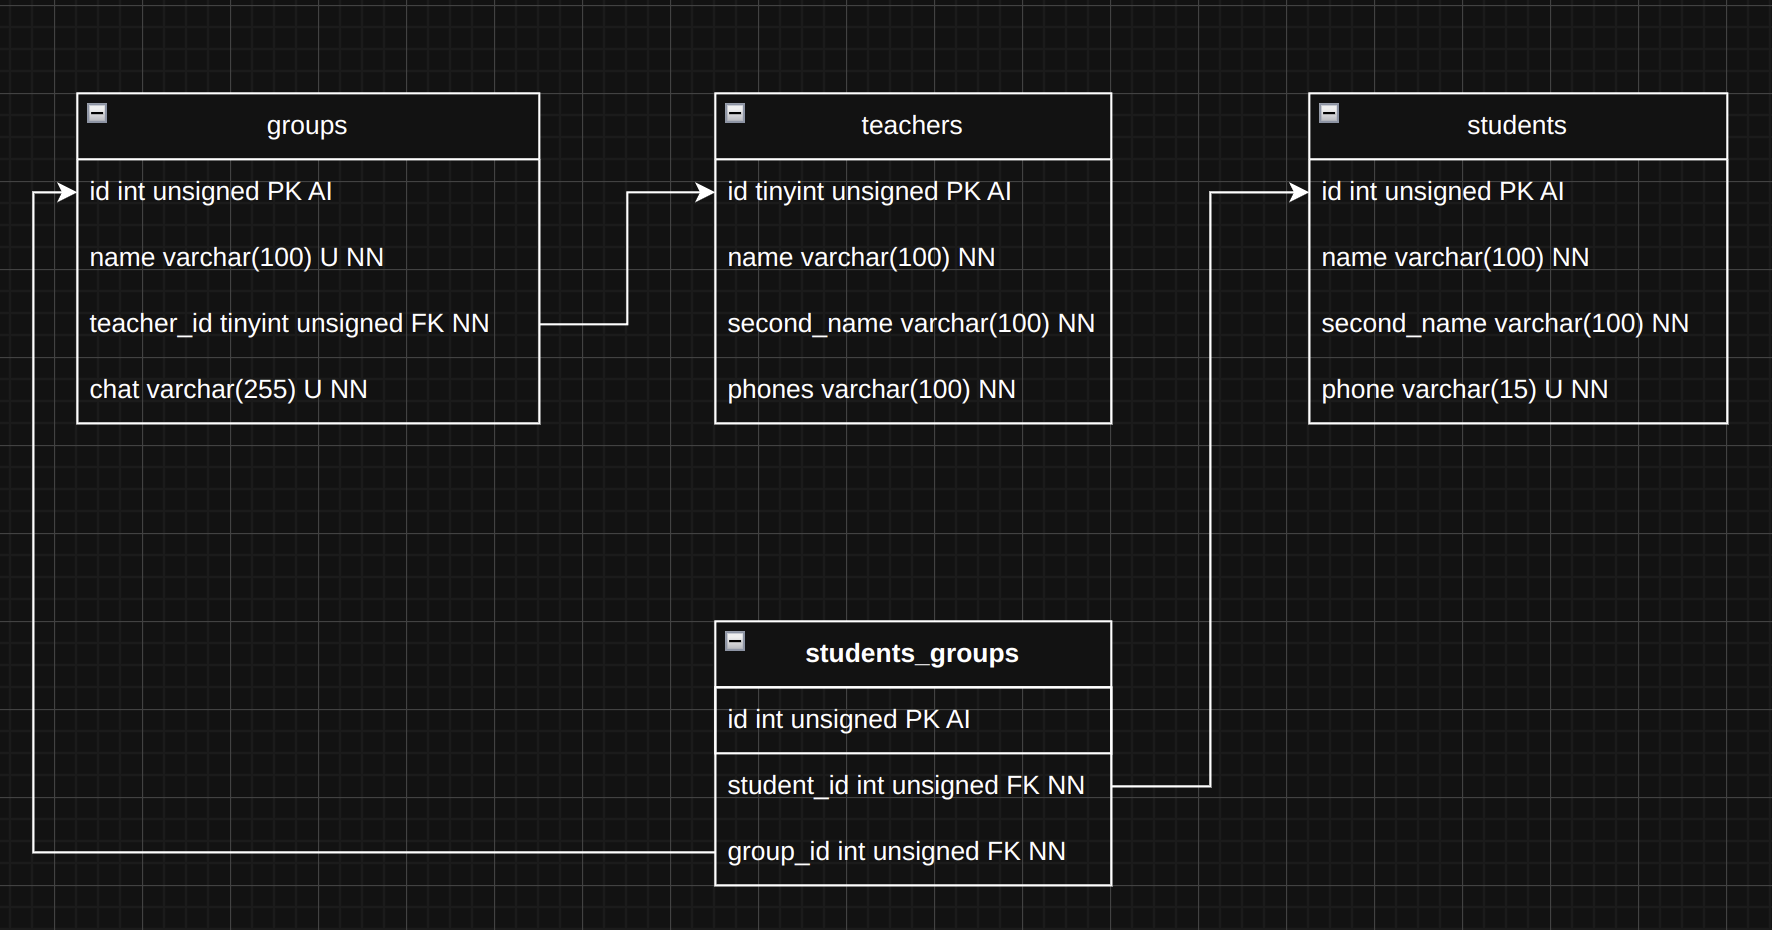 groups
id int unsigned PK AI
name varchar(100) U NN
teacher_id tinyint unsigned FK NN
chat varchar(255) U NN
teachers
id tinyint unsigned PK AI
name varchar(100) NN
second_name varchar(100) NN
phones varchar(100) NN
students
id int unsigned PK AI
name varchar(100) NN
second_name varchar(100) NN
phone varchar(15) U NN
students_groups
id int unsigned PK AI
student_id int unsigned FK NN
group_id int unsigned FK NN